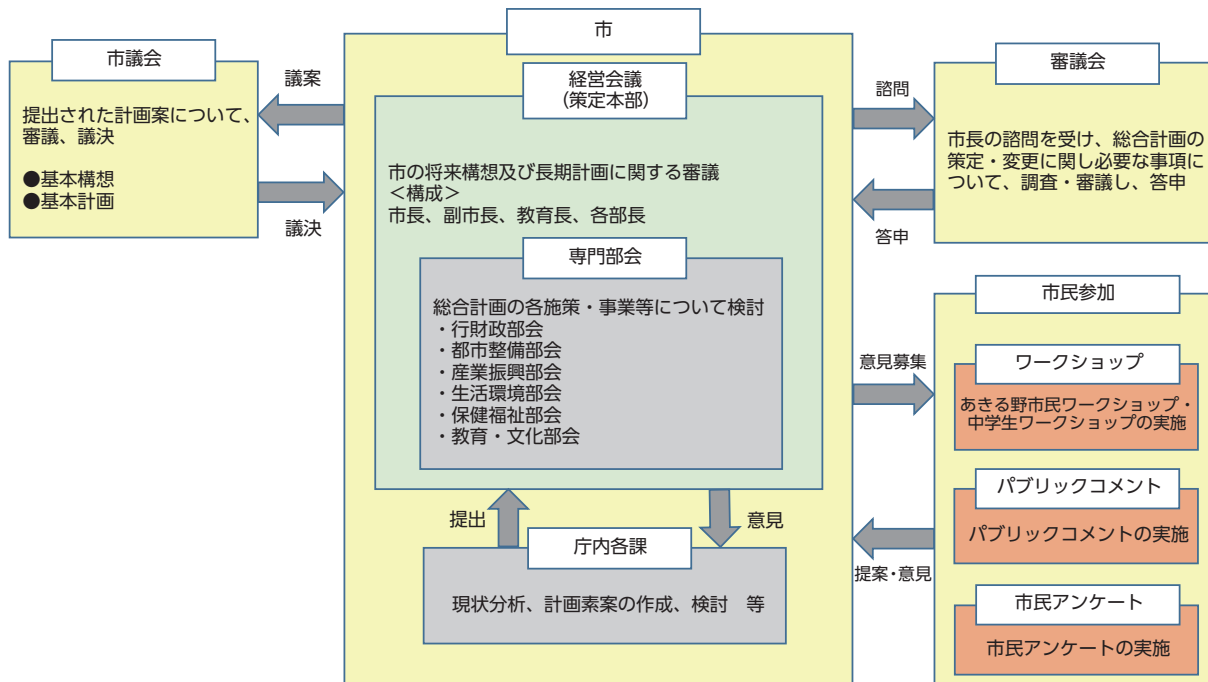 市議会
議案
提出された計画案について、
審議、議決
●基本構想
●基本計画
議決
市
経営会議
(策定本部)
市の将来構想及び長期計画に関する審議
<構成>
市長、副市長、教育長、各部長
専門部会
総合計画の各施策・事業等について検討
・行財政部会
・都市整備部会
・産業振興部会
・生活環境部会
・保健福祉部会
・教育・文化部会
提出
意見
庁内各課
現状分析、計画素案の作成、検討　等
審議会
諮問
市長の諮問を受け、総合計画の
策定・変更に関し必要な事項に
ついて、調査・審議し、答申
答申
市民参加
意見募集
ワークショップ
あきる野市民ワークショップ・
中学生ワークショップの実施
パブリックコメント
パブリックコメントの実施
提案・意見
市民アンケート
市民アンケートの実施